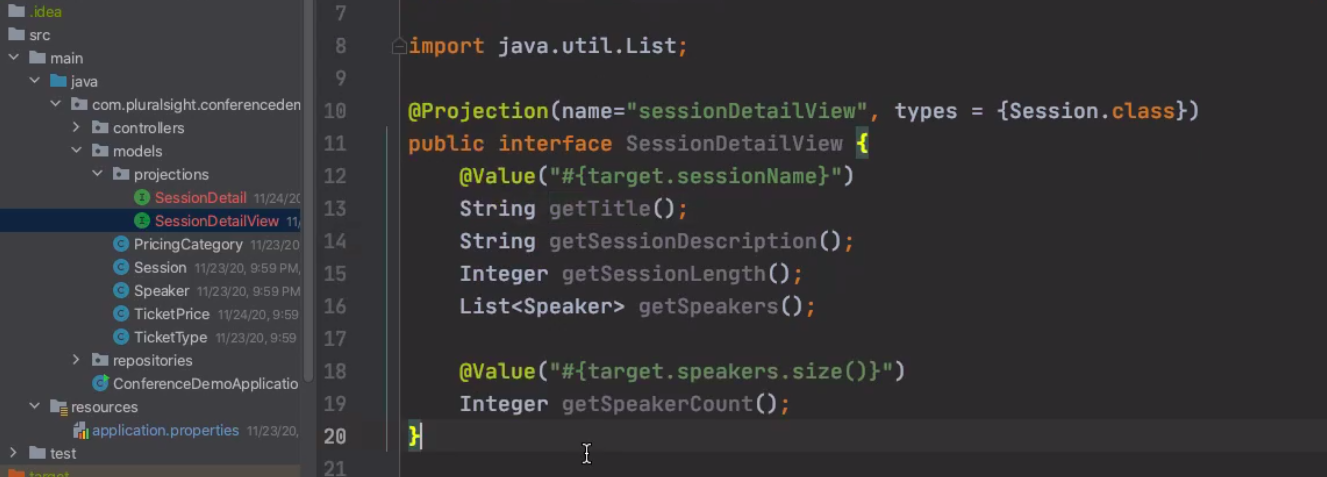 .idea
src
main
java
com.pluralsight.conferenceden
controllers
models
projections
SessionDetail 11/24/20
SessionDetailView 11/
PricingCategory 11/23/20
Session 11/23/20, 9:59 PM,
Speaker 11/23/20, 9:59 PM
TicketPrice 11/24/20, 9:59
TicketType 11/23/20, 9:59
repositories
ConferenceDemoApplicatio
resources
application.properties 11/23/20,
test
target
7
8 import java.util.List;
9
10 @Projection(name="sessionDetailView", types = {Session.class})
11 public interface SessionDetailView {
12 @Value("#{target.sessionName}")
13 String getTitle();
14 String getSessionDescription();
15 Integer getSessionLength();
16 List<Speaker> getSpeakers();
17
18 @Value("#{target.speakers.size()}")
19 Integer getSpeakerCount();
20 }
21